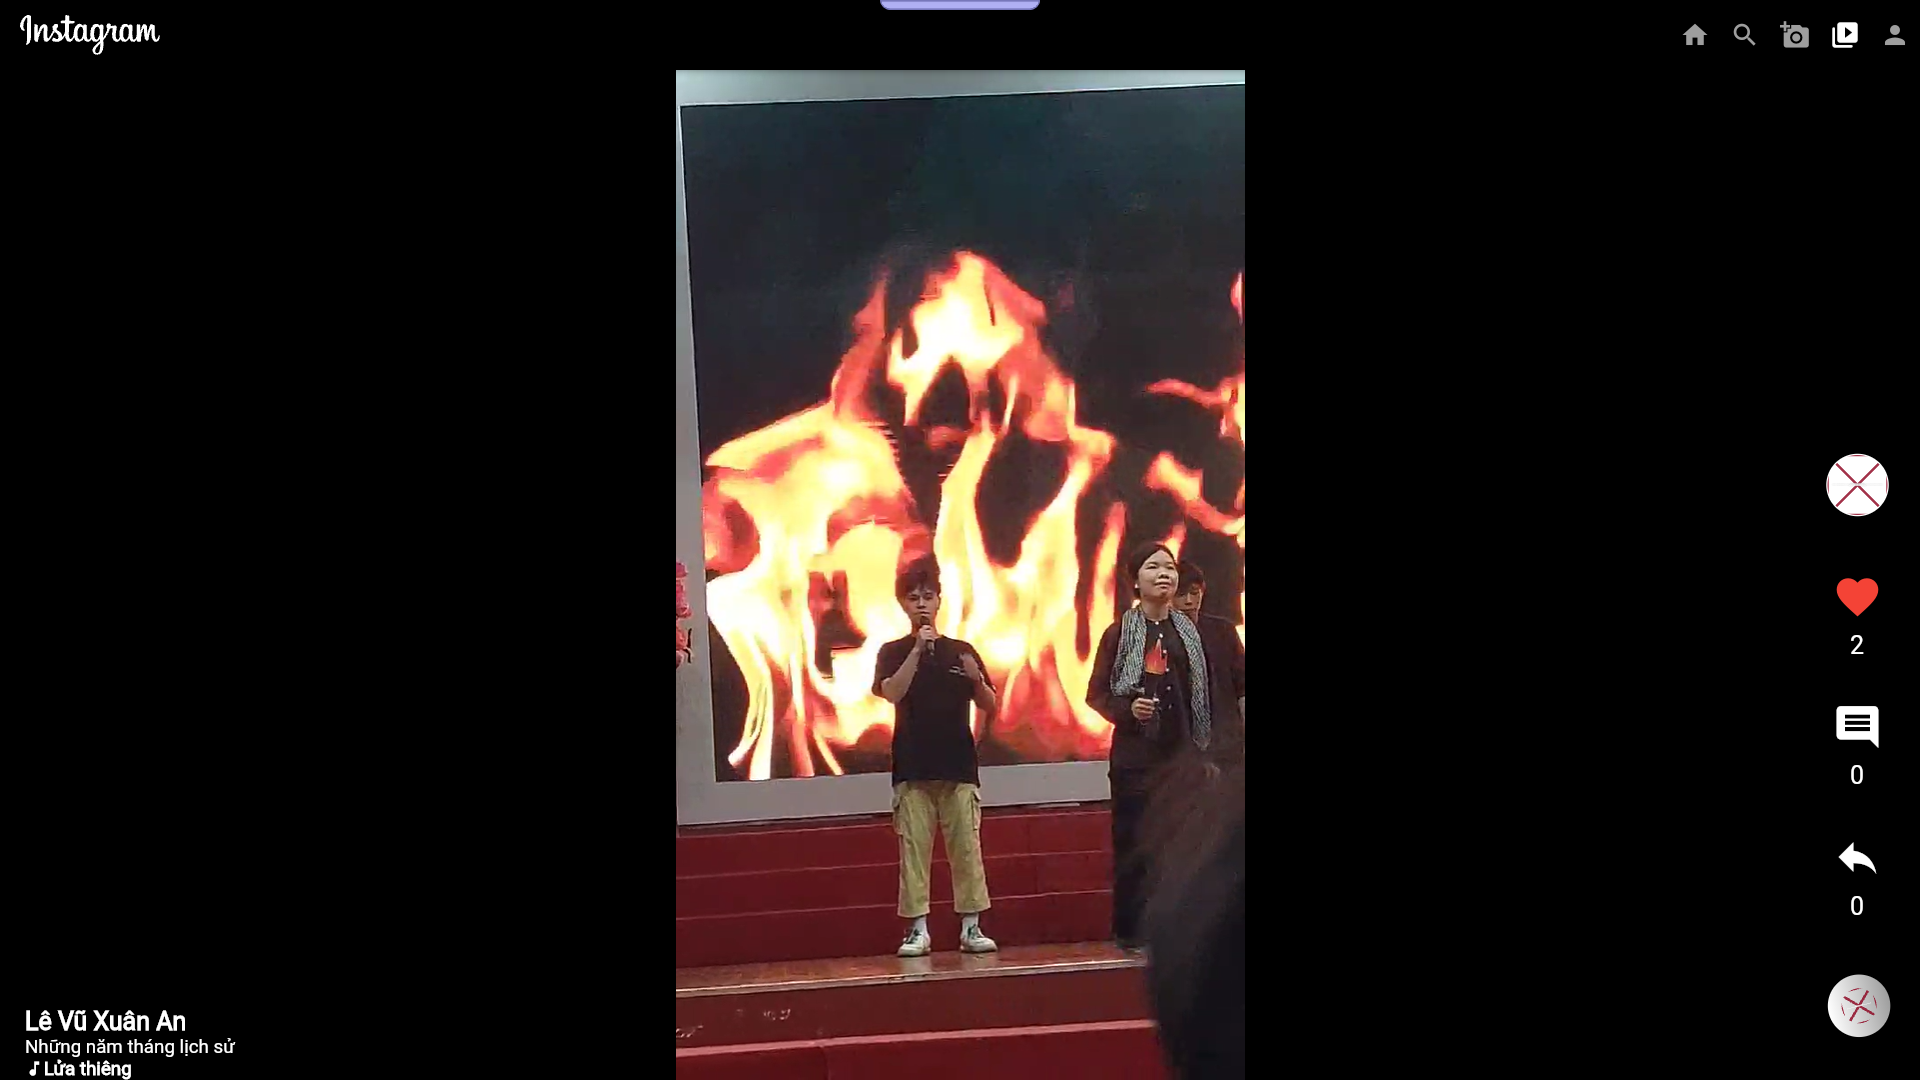 Instagram
2
0
0
Lê Vũ Xuân An
Những năm tháng lịch sử
Lửa thiêng